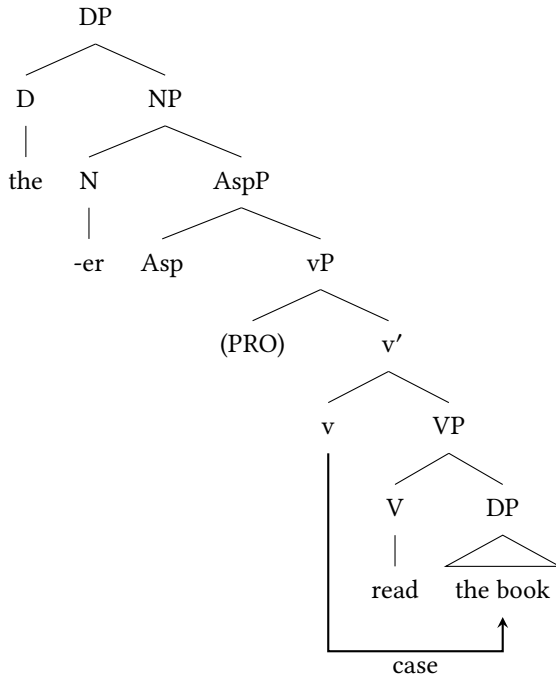 DP
D NP
the N AspP
-er Asp vP
(PRO) v′
v VP
V DP
read the book
case